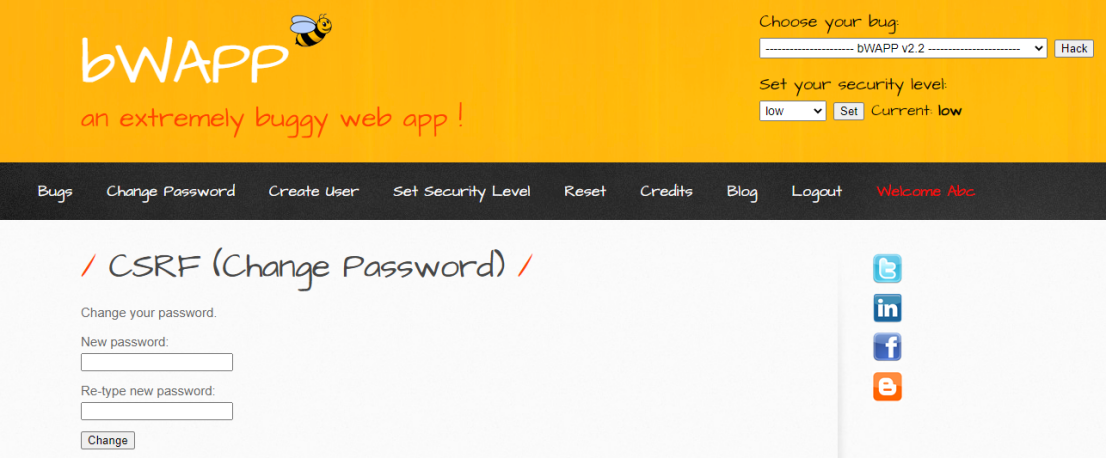 bWAPP
an extremely buggy web app !
Choose your bug:
---------------------- bWAPP v2.2 ----------------------- Hack
Set your security level:
low Set Current: low
Bugs Change Password Create User Set Security Level Reset Credits Blog Logout Welcome Abc
/ CSRF (Change Password) /
Change your password.
New password:
Re-type new password:
Change